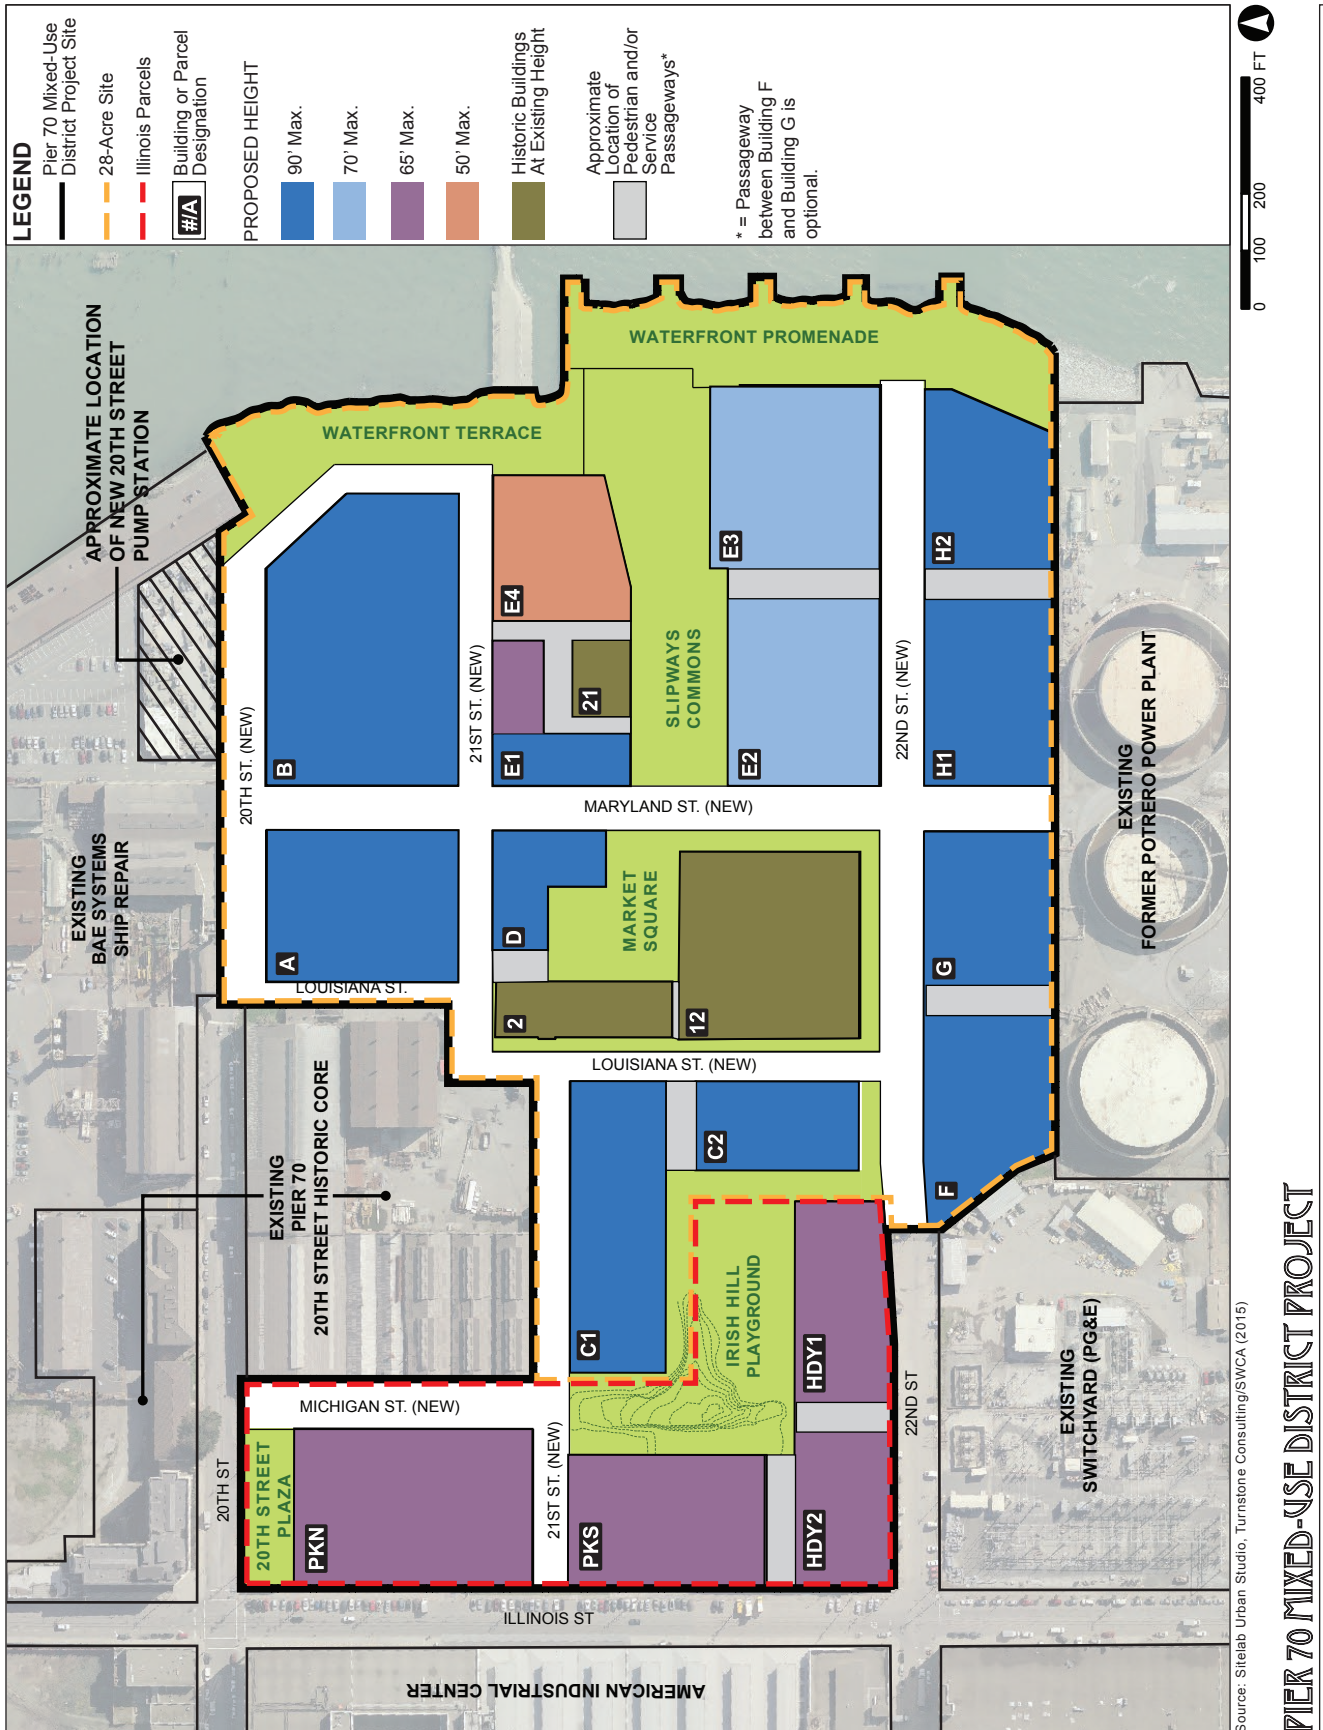 LEGEND
Pier 70 Mixed-Use
District Project Site
28-Acre Site
Illinois Parcels
#/A
Building or Parcel
Designation
PROPOSED HEIGHT
90' Max.
70' Max.
65' Max.
50' Max.
Historic Buildings
At Existing Height
Approximate
Location of
Pedestrian and/or
Service
Passageways*
* = Passageway
between Building F
and Building G is
optional.
0
100
200
400 FT
APPROXIMATE LOCATION
OF NEW 20TH STREET
PUMP STATION
EXISTING
BAE SYSTEMS
SHIP REPAIR
EXISTING
PIER 70
20TH STREET HISTORIC CORE
WATERFRONT TERRACE
WATERFRONT PROMENADE
20TH ST. (NEW)
B
A
LOUISIANA ST.
21ST ST. (NEW)
E4
E1
21
E3
E2
SLIPWAYS
COMMONS
MARYLAND ST. (NEW)
22ND ST. (NEW)
H2
H1
D
2
12
MARKET
SQUARE
G
F
LOUISIANA ST. (NEW)
C1
C2
IRISH HILL
PLAYGROUND
HDY1
HDY2
20TH ST
MICHIGAN ST. (NEW)
20TH STREET
PLAZA
PKN
21ST ST. (NEW)
PKS
22ND ST
ILLINOIS ST
AMERICAN INDUSTRIAL CENTER
EXISTING
FORMER POTRERO POWER PLANT
EXISTING
SWITCHYARD (PG&E)
Source: Sitelab Urban Studio, Turnstone Consulting/SWCA (2015)
PIER 70 MIXED-USE DISTRICT PROJECT